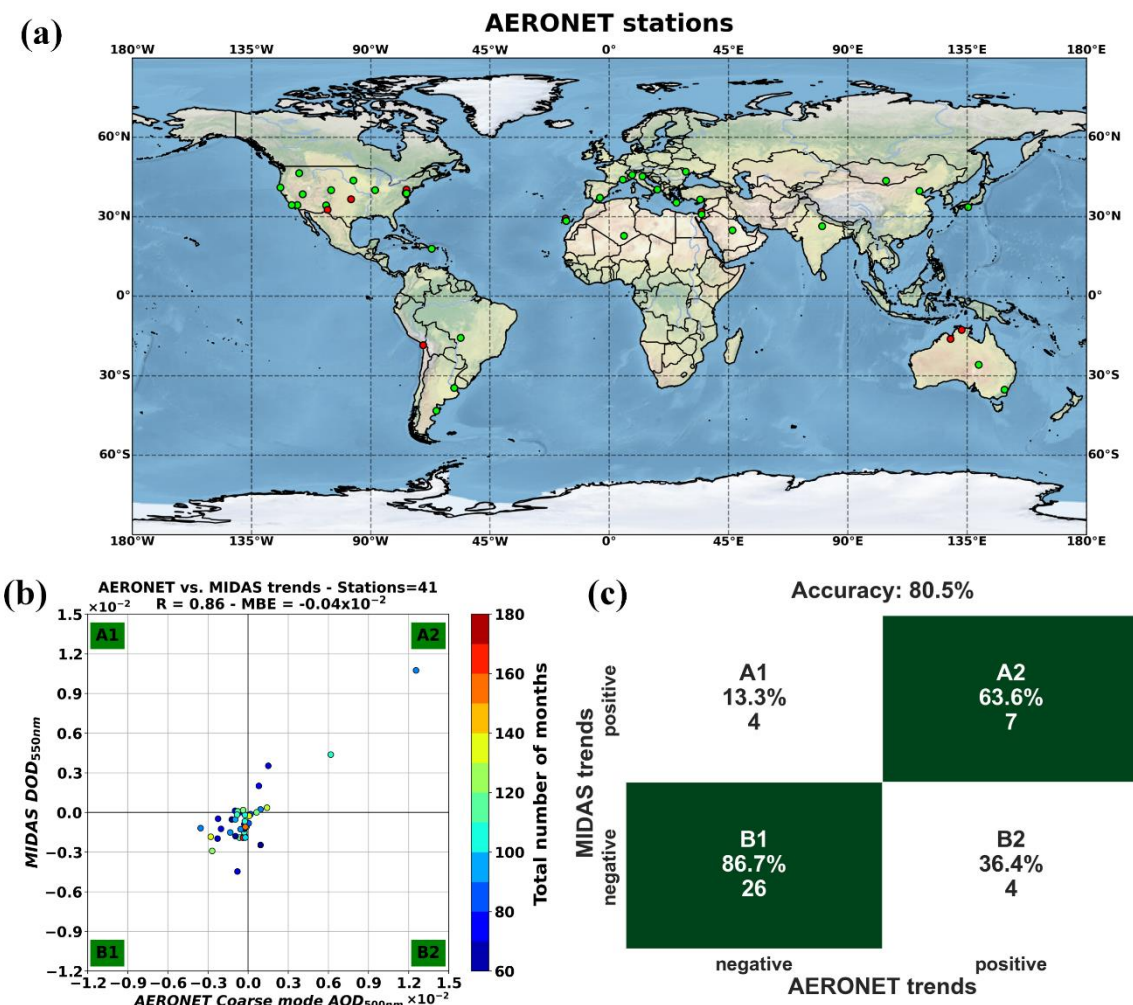 (a)
AERONET stations
180°W 135°W 90°W 45°W 0° 45°E 90°E 135°E 180°E
60°N 60°N
30°N 30°N
0° 0°
30°S 30°S
60°S 60°S
180°W 135°W 90°W 45°W 0° 45°E 90°E 135°E 180°E
(b)
AERONET vs. MIDAS trends - Stations=41
×10⁻² R = 0.86 - MBE = -0.04x10⁻²
1.5
1.2
0.9
0.6
0.3
0.0
−0.3
−0.6
−0.9
−1.2
A1 A2
B1 B2
MIDAS DOD550nm
−1.2 −0.9 −0.6 −0.3 0.0 0.3 0.6 0.9 1.2 1.5
AERONET Coarse mode AOD500nm ×10⁻²
180
160
140
120
100
80
60
Total number of months
(c)
Accuracy: 80.5%
MIDAS trends
positive
negative
A1
13.3%
4
A2
63.6%
7
B1
86.7%
26
B2
36.4%
4
negative positive
AERONET trends